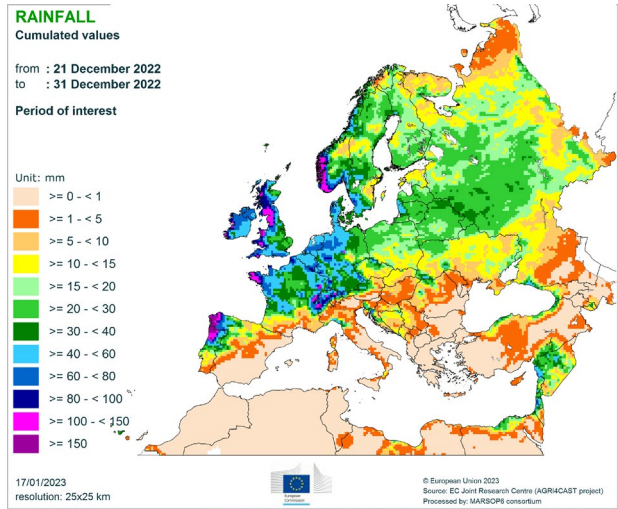 RAINFALL
Cumulated values
from : 21 December 2022
to : 31 December 2022
Period of interest
Unit: mm
>= 0 - < 1
>= 1 - < 5
>= 5 - < 10
>= 10 - < 15
>= 15 - < 20
>= 20 - < 30
>= 30 - < 40
>= 40 - < 60
>= 60 - < 80
>= 80 - < 100
>= 100 - < 150
>= 150
17/01/2023
resolution: 25x25 km
European
Commission
© European Union 2023
Source: EC Joint Research Centre (AGRI4CAST project)
Processed by: MARSOP6 consortium